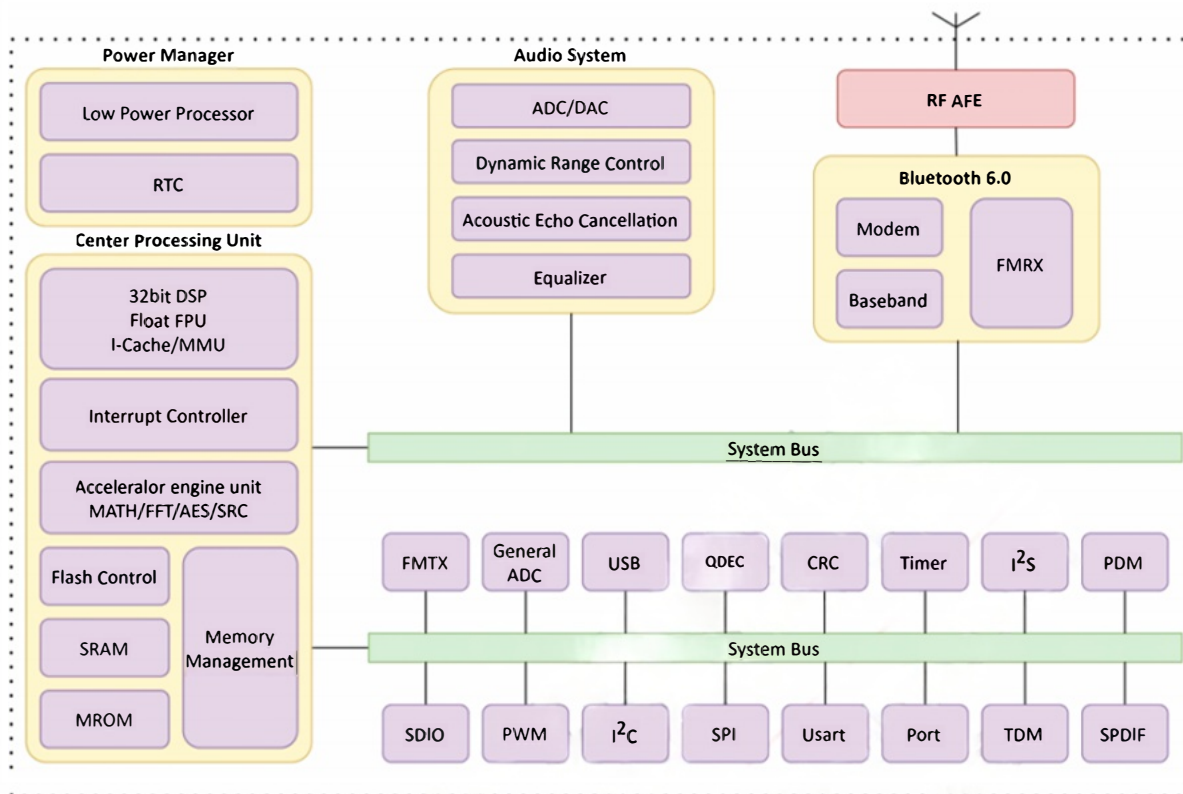 Power Manager
Low Power Processor
RTC
Center Processing Unit
32bit DSP
Float FPU
I-Cache/MMU
Interrupt Controller
Acceleralor engine unit
MATH/FFT/AES/SRC
Flash Control
SRAM
MROM
Memory
Management
Audio System
ADC/DAC
Dynamic Range Control
Acoustic Echo Cancellation
Equalizer
RF AFE
Bluetooth 6.0
Modem
Baseband
FMRX
System Bus
FMTX
General
ADC
USB
QDEC
CRC
Timer
I²S
PDM
System Bus
SDIO
PWM
I²C
SPI
Usart
Port
TDM
SPDIF